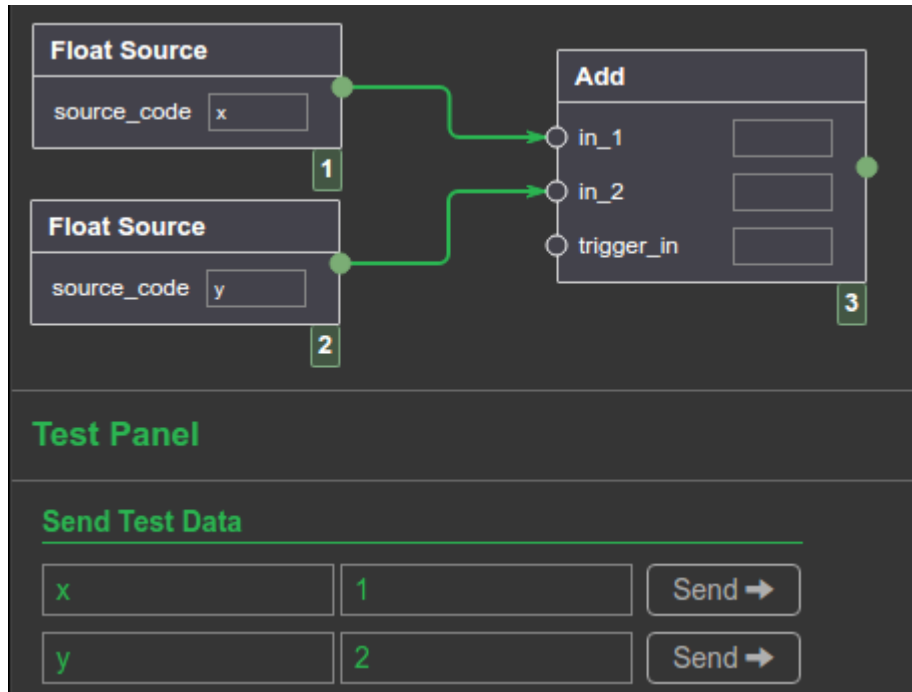 Float Source
source_code x
1
Float Source
source_code y
2
Add
in_1
in_2
trigger_in
3
Test Panel
Send Test Data
x 1 Send ➜
y 2 Send ➜